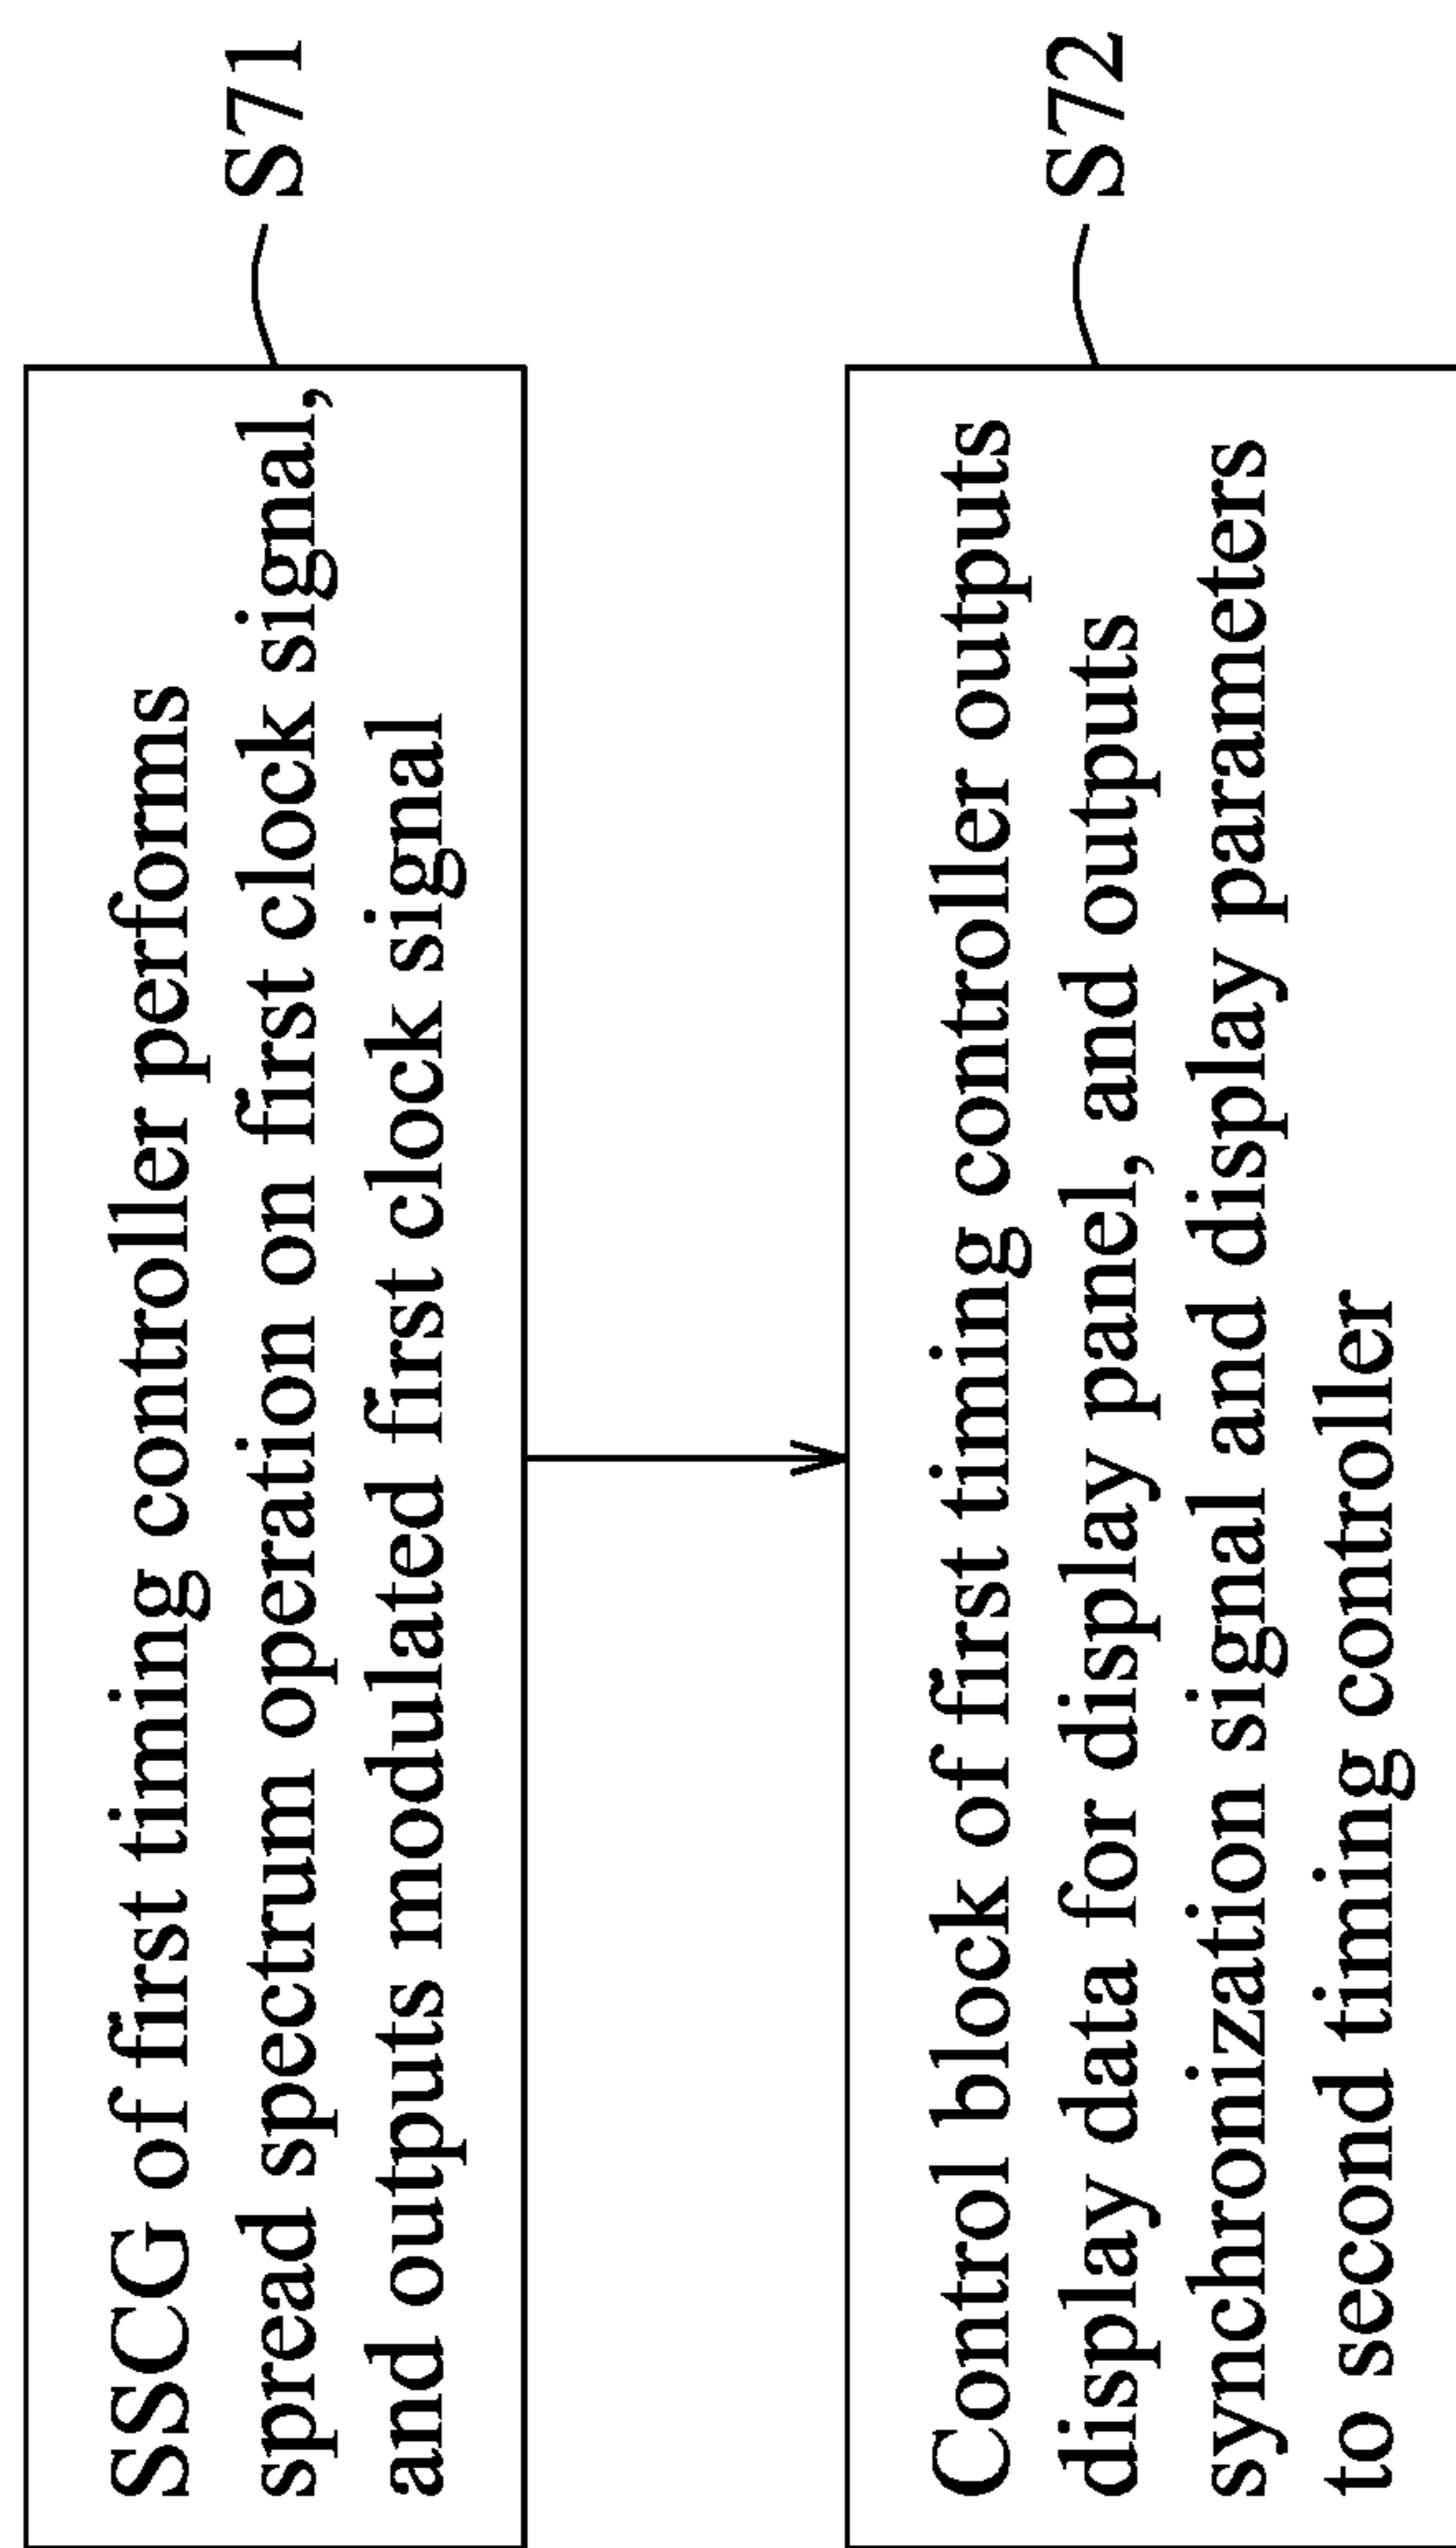 SSCG of first timing controller performs
spread spectrum operation on first clock signal,
and outputs modulated first clock signal
S71
Control block of first timing controller outputs
display data for display panel, and outputs
synchronization signal and display parameters
to second timing controller
S72